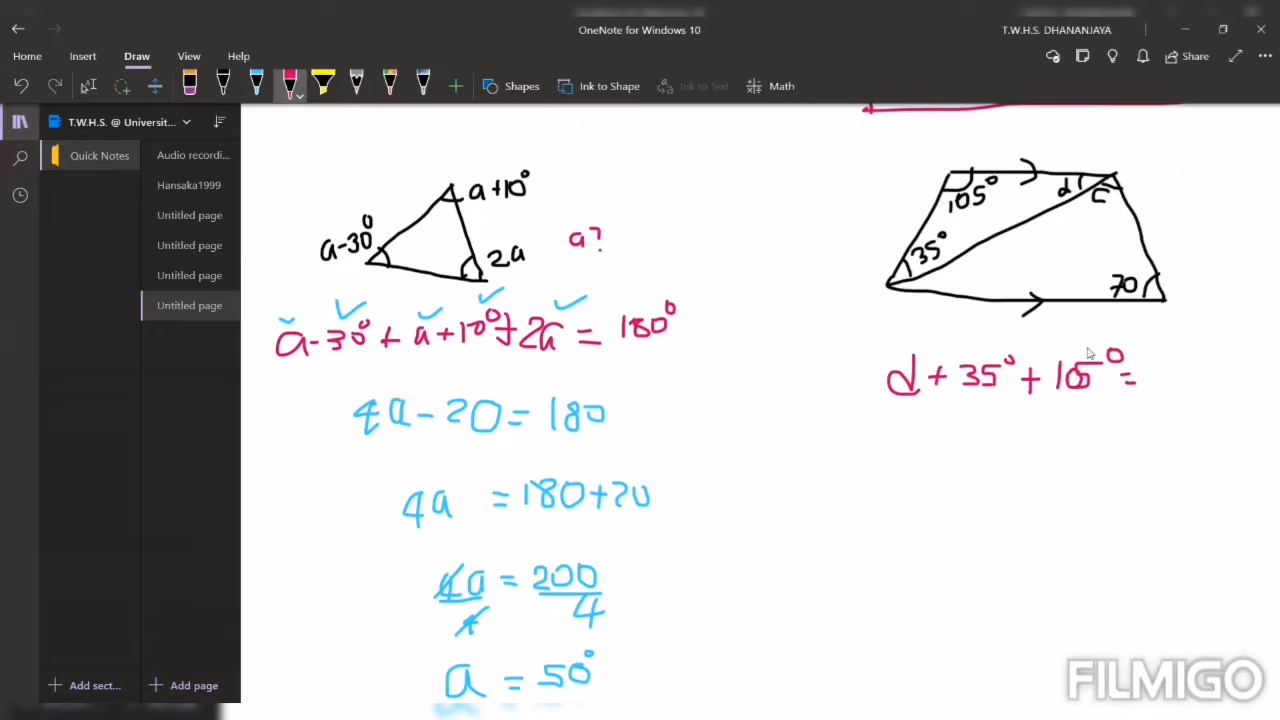 OneNote for Windows 10
T.W.H.S. DHANANJAYA
Home Insert Draw View Help
Share
Shapes Ink to Shape Ink to Text Math
T.W.H.S. @ Universit...
Quick Notes
Audio recordi...
Hansaka1999
Untitled page
Untitled page
Untitled page
Untitled page
Add sect... Add page
a+10°
a-30°
2a
a?
a-30°+a+10°+2a=180°
4a-20=180
4a =180+20
4a = 200
4 4
a = 50°
105° d c
35°
70
d+35°+105°=
FILMIGO